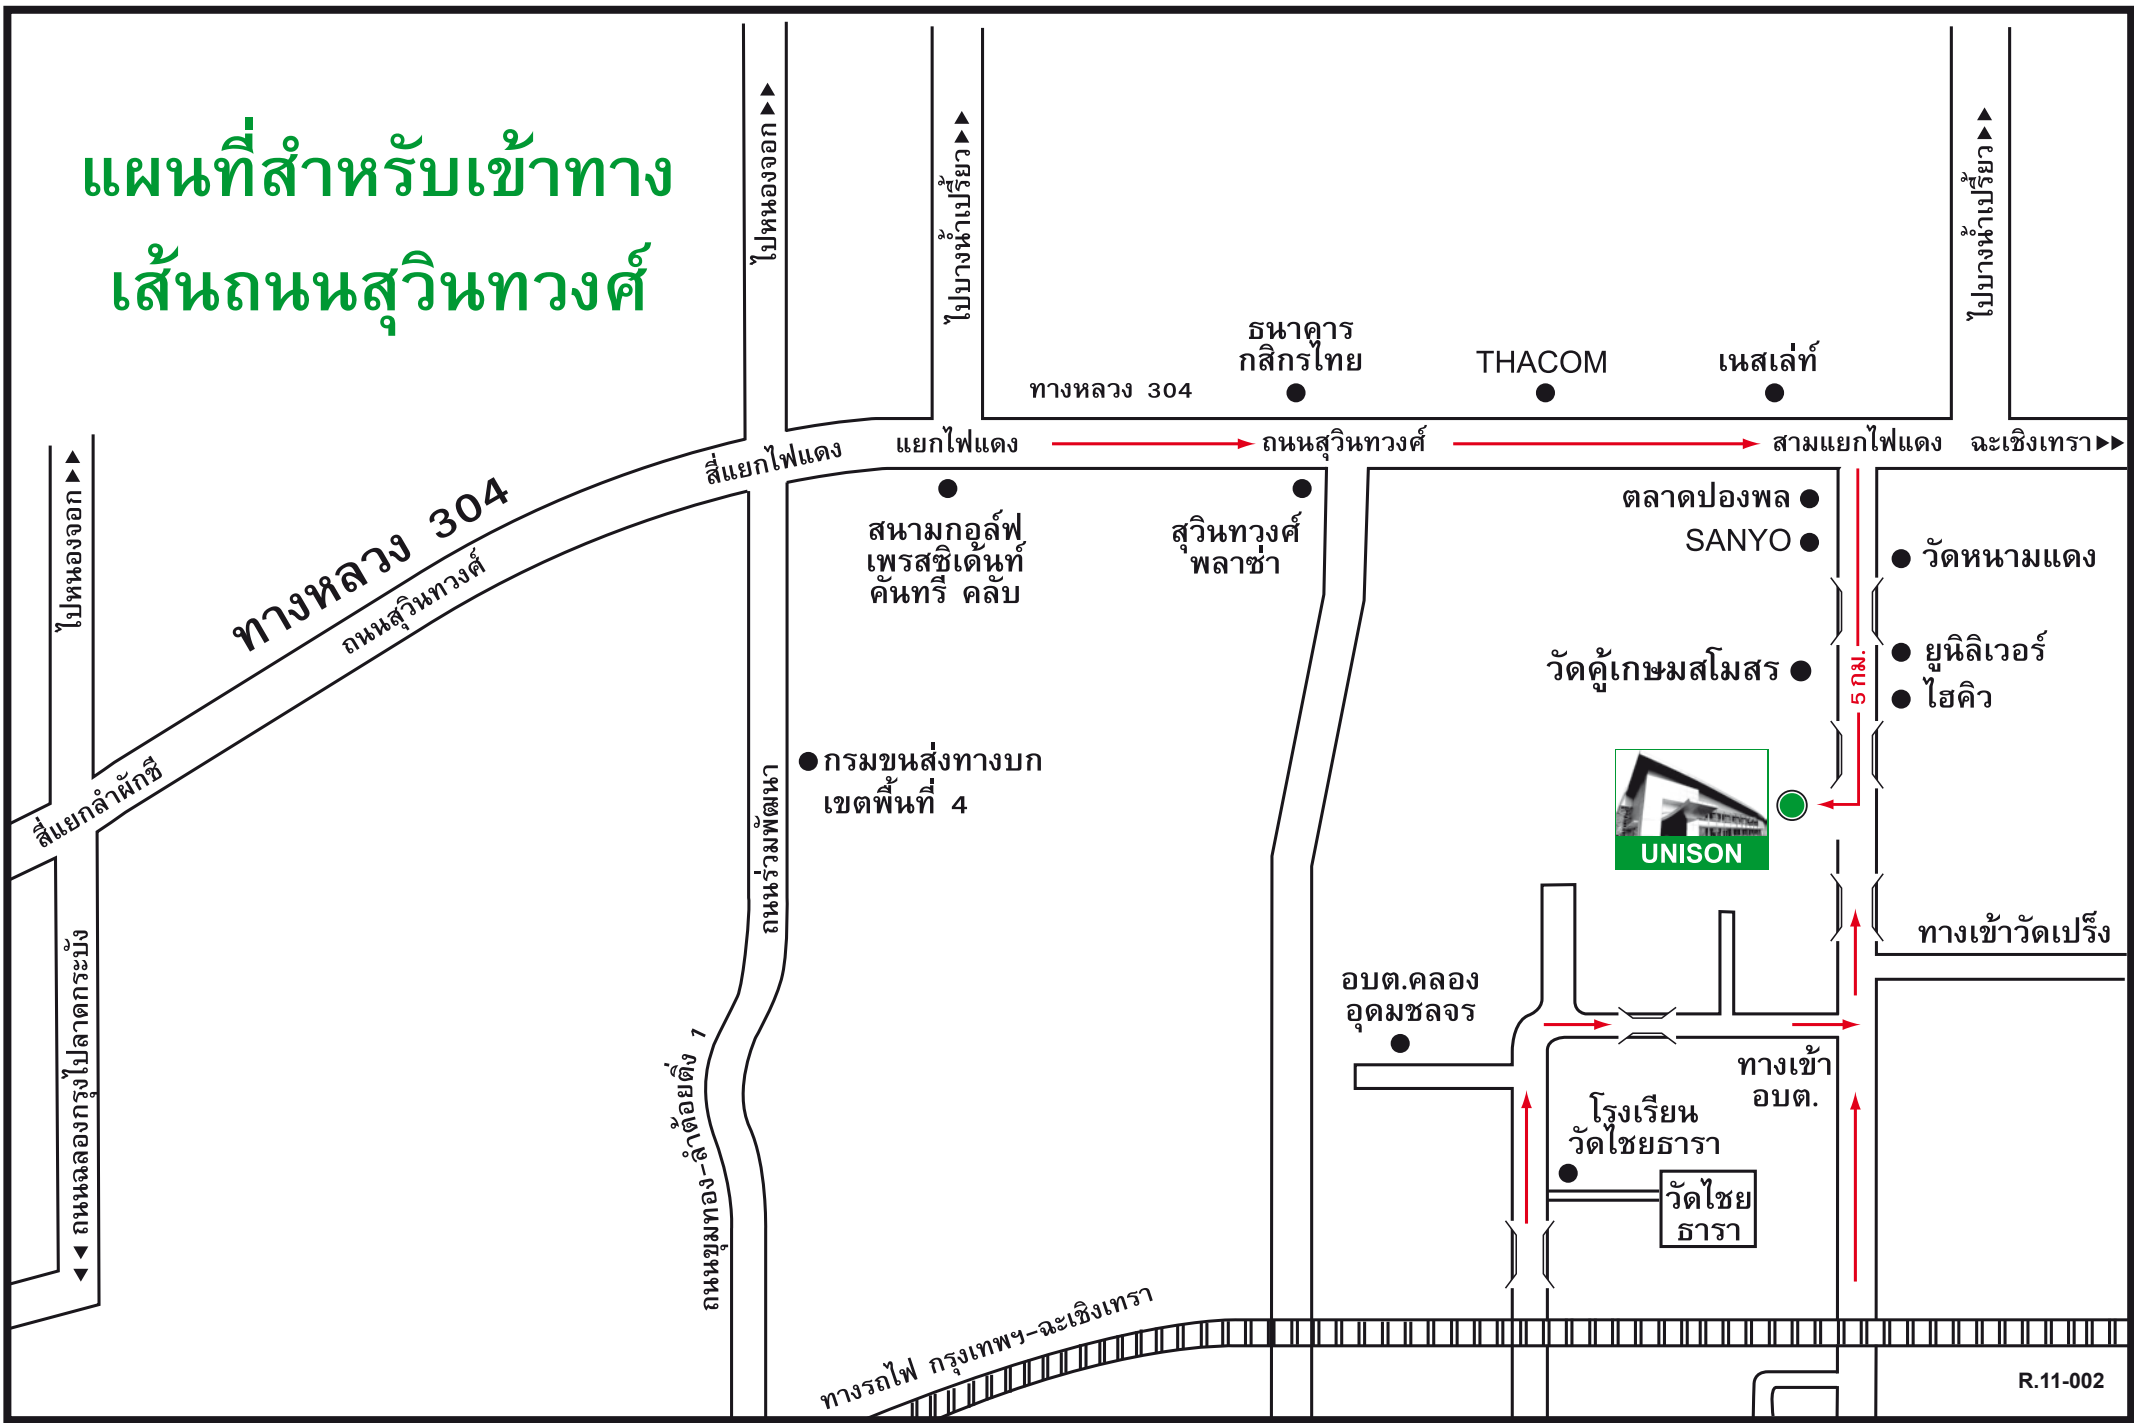 แผนที่สำหรับเข้าทาง
เส้นถนนสุวินทวงศ์
ไปหนองจอก
ไปบางน้ำเปรี้ยว
ไปบางน้ำเปรี้ยว
ธนาคาร
กสิกรไทย
THACOM
เนสเล่ท์
ทางหลวง 304
สี่แยกไฟแดง
แยกไฟแดง
ถนนสุวินทวงศ์
สามแยกไฟแดง
ฉะเชิงเทรา
ไปหนองจอก
ทางหลวง 304
ถนนสุวินทวงศ์
สี่แยกลำผักชี
สนามกอล์ฟ
เพรสซิเด้นท์
คันทรี คลับ
สุวินทวงศ์
พลาซ่า
ตลาดปองพล
SANYO
วัดหนามแดง
วัดคู้เกษมสโมสร
5 กม.
ยูนิลิเวอร์
ไฮคิว
กรมขนส่งทางบก
เขตพื้นที่ 4
ถนนร่วมพัฒนา
UNISON
ถนนฉลองกรุงไปลาดกระบัง
ทางเข้าวัดเปร็ง
อบต.คลอง
อุดมชลจร
ถนนขุมทอง-ลำต้อยติ่ง 1
ทางเข้า
อบต.
โรงเรียน
วัดไชยธารา
วัดไชย
ธารา
ทางรถไฟ กรุงเทพฯ-ฉะเชิงเทรา
R.11-002